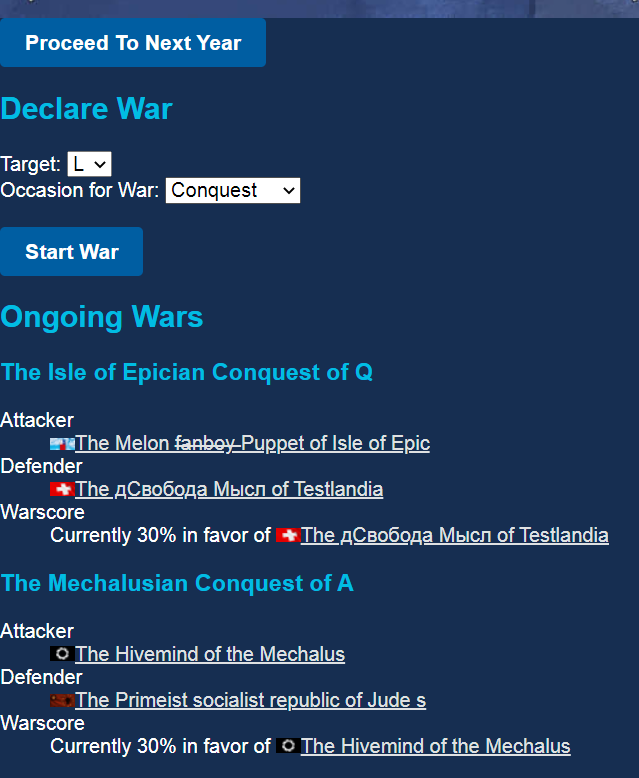 Proceed To Next Year
Declare War
Target: L
Occasion for War: Conquest
Start War
Ongoing Wars
The Isle of Epician Conquest of Q
Attacker
The Melon fanboy Puppet of Isle of Epic
Defender
The дСвобода Мысл of Testlandia
Warscore
Currently 30% in favor of The дСвобода Мысл of Testlandia
The Mechalusian Conquest of A
Attacker
The Hivemind of the Mechalus
Defender
The Primeist socialist republic of Jude s
Warscore
Currently 30% in favor of The Hivemind of the Mechalus